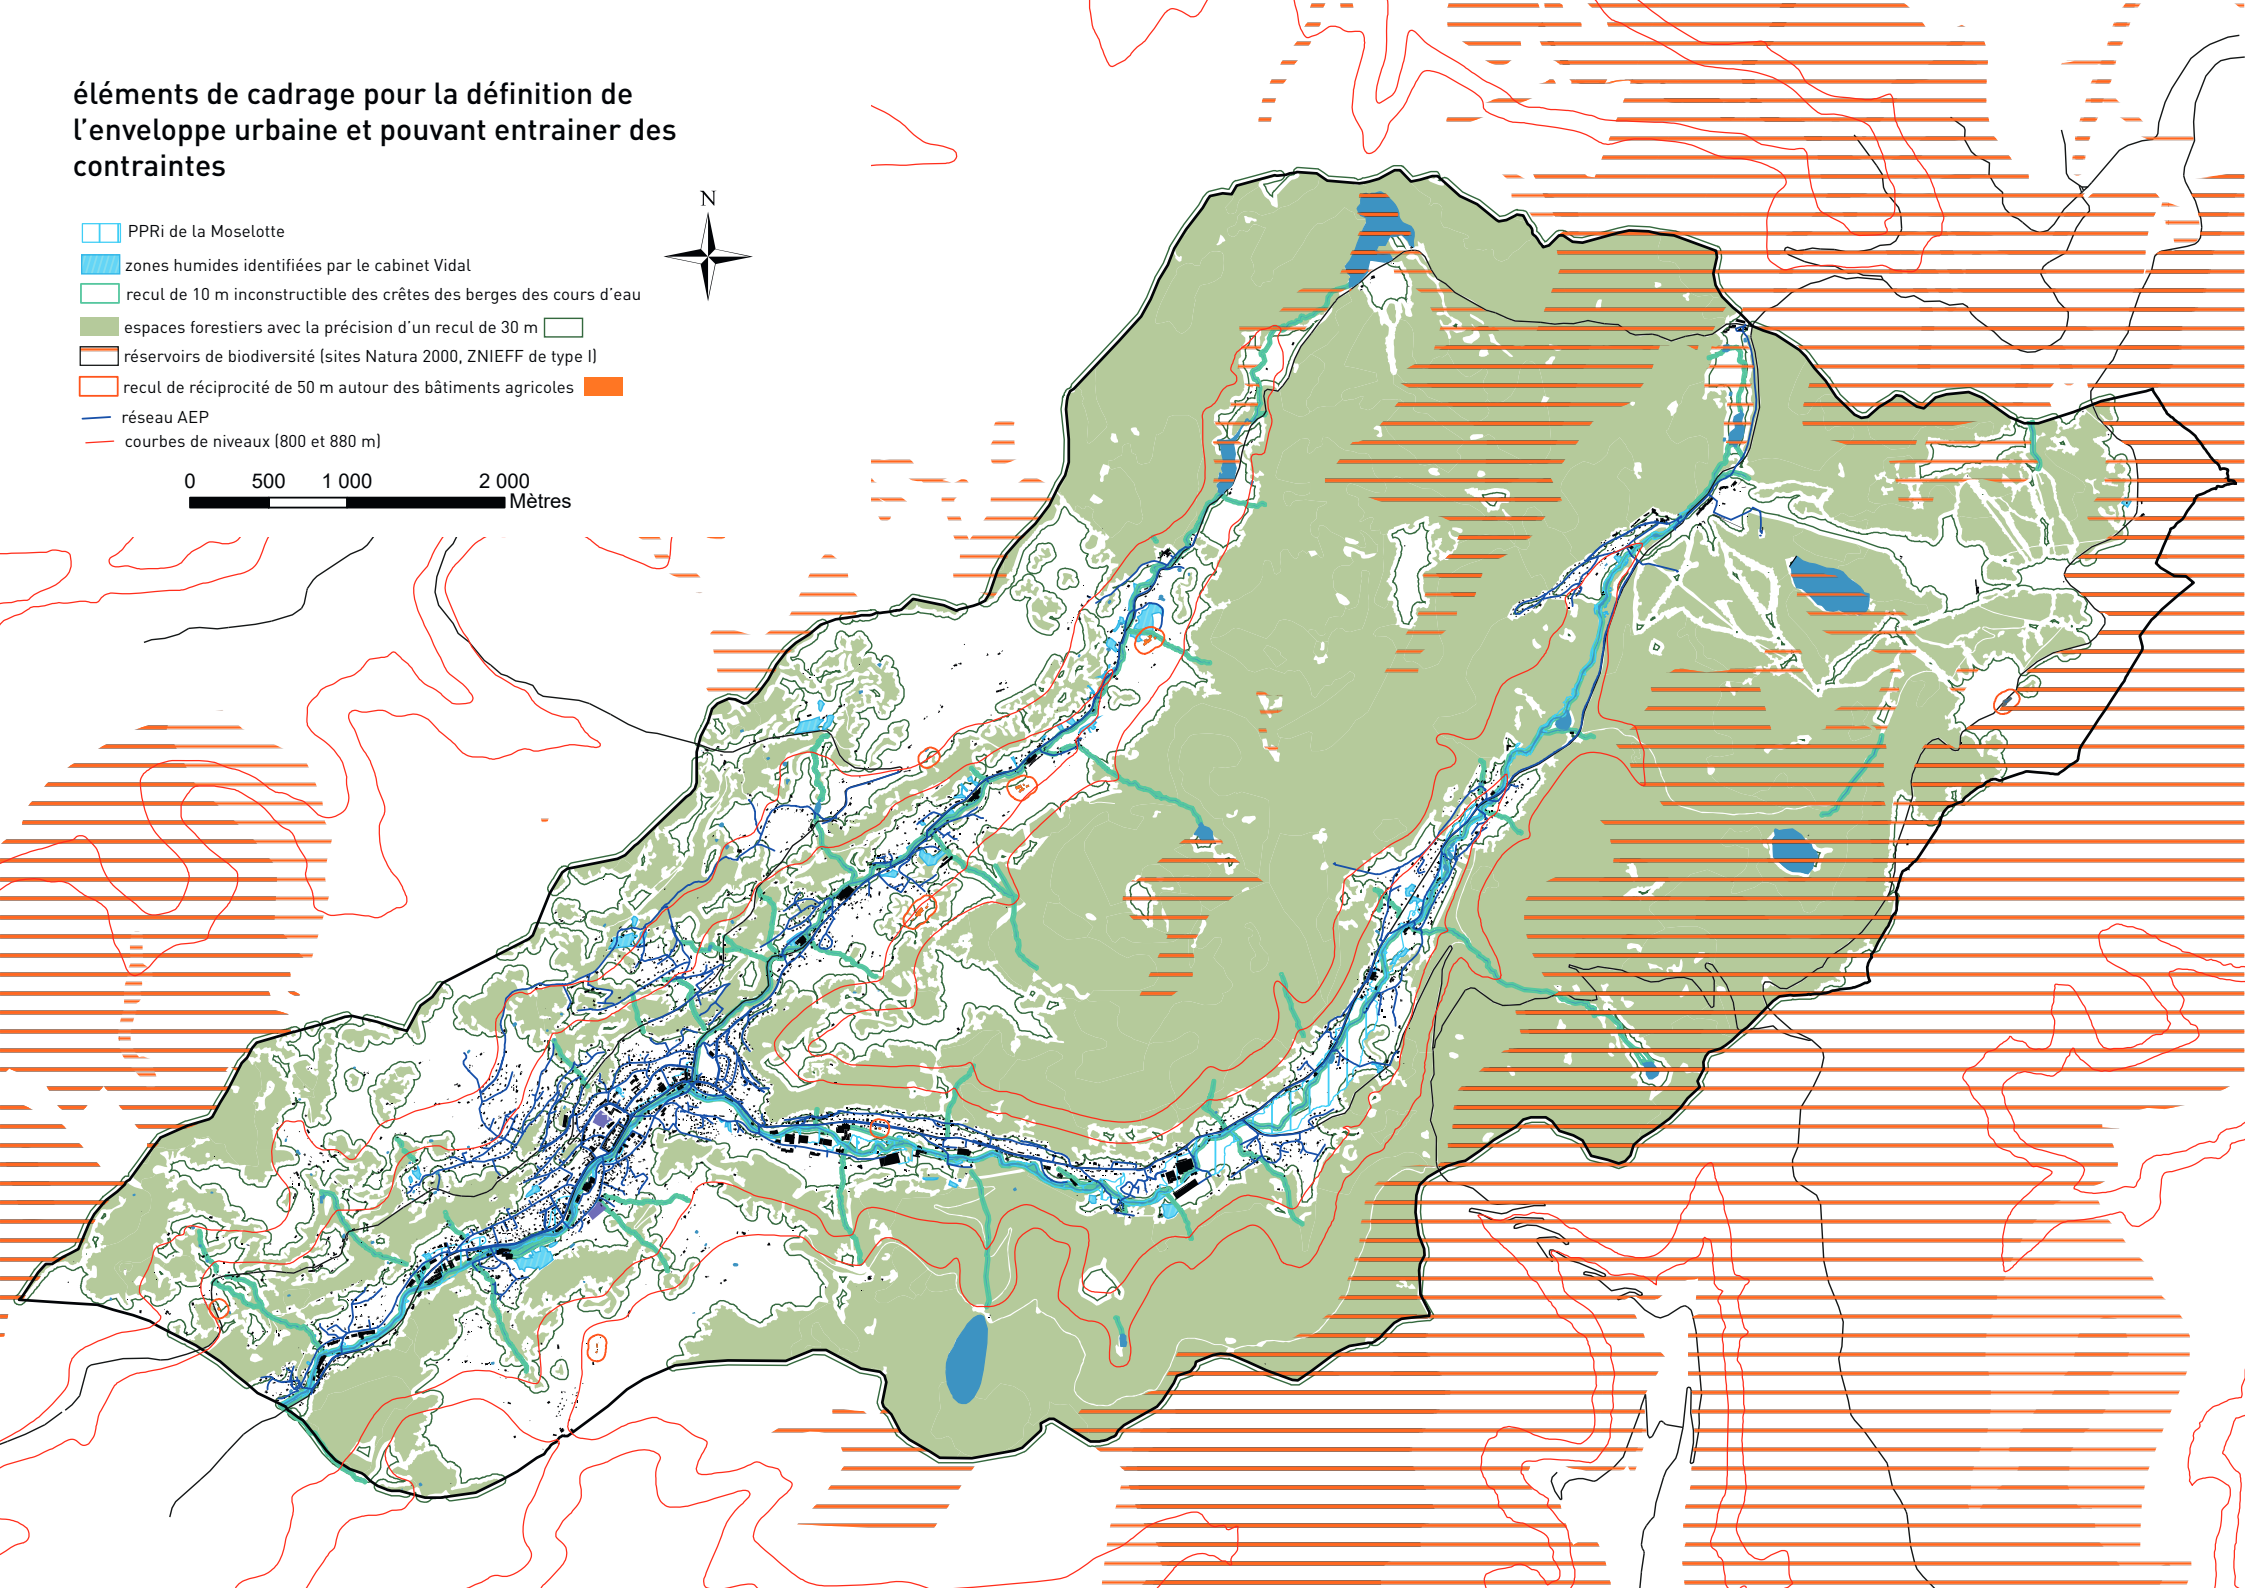 éléments de cadrage pour la définition de
l'enveloppe urbaine et pouvant entrainer des
contraintes
N
PPRi de la Moselotte
zones humides identifiées par le cabinet Vidal
recul de 10 m inconstructible des crêtes des berges des cours d'eau
espaces forestiers avec la précision d'un recul de 30 m
réservoirs de biodiversité (sites Natura 2000, ZNIEFF de type I)
recul de réciprocité de 50 m autour des bâtiments agricoles
réseau AEP
courbes de niveaux (800 et 880 m)
0 500 1 000 2 000
Mètres